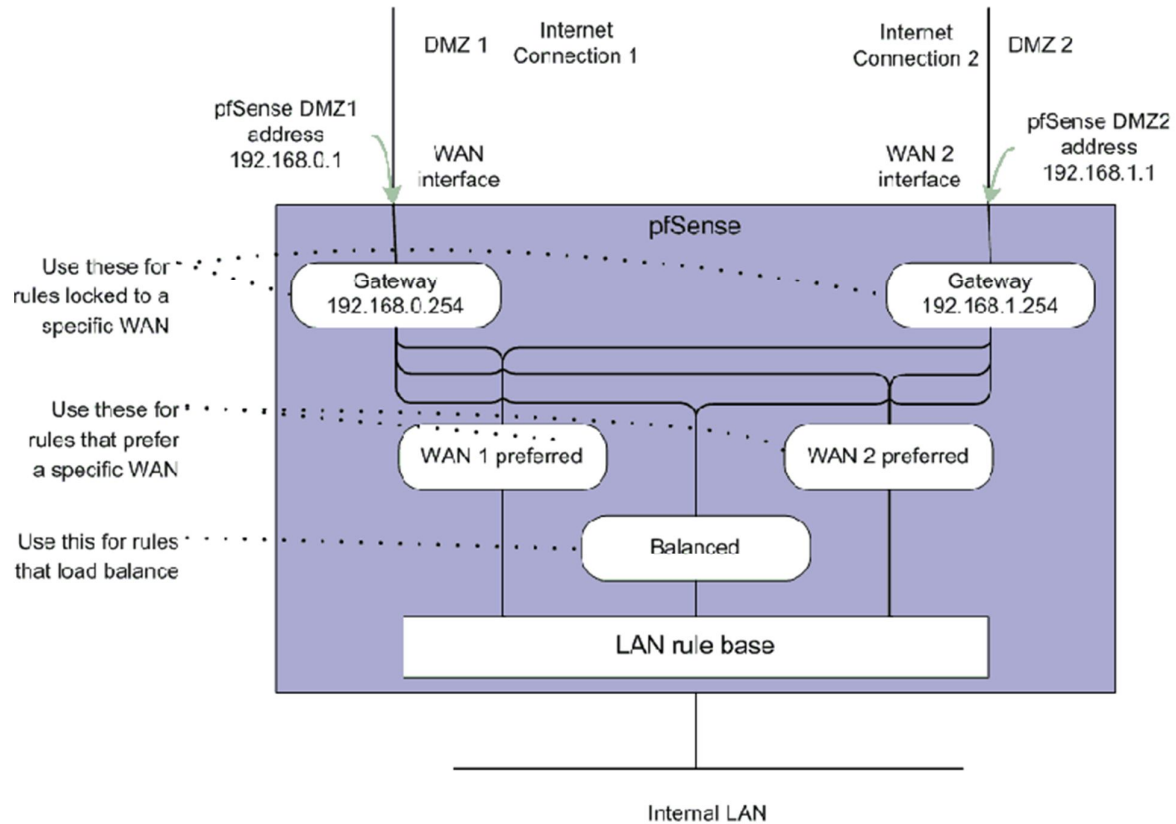 DMZ 1
Internet
Connection 1
Internet
Connection 2
DMZ 2
pfSense DMZ1
address
192.168.0.1
WAN
interface
WAN 2
interface
pfSense DMZ2
address
192.168.1.1
pfSense
Use these for
rules locked to a
specific WAN
Gateway
192.168.0.254
Gateway
192.168.1.254
Use these for
rules that prefer
a specific WAN
WAN 1 preferred
WAN 2 preferred
Use this for rules
that load balance
Balanced
LAN rule base
Internal LAN